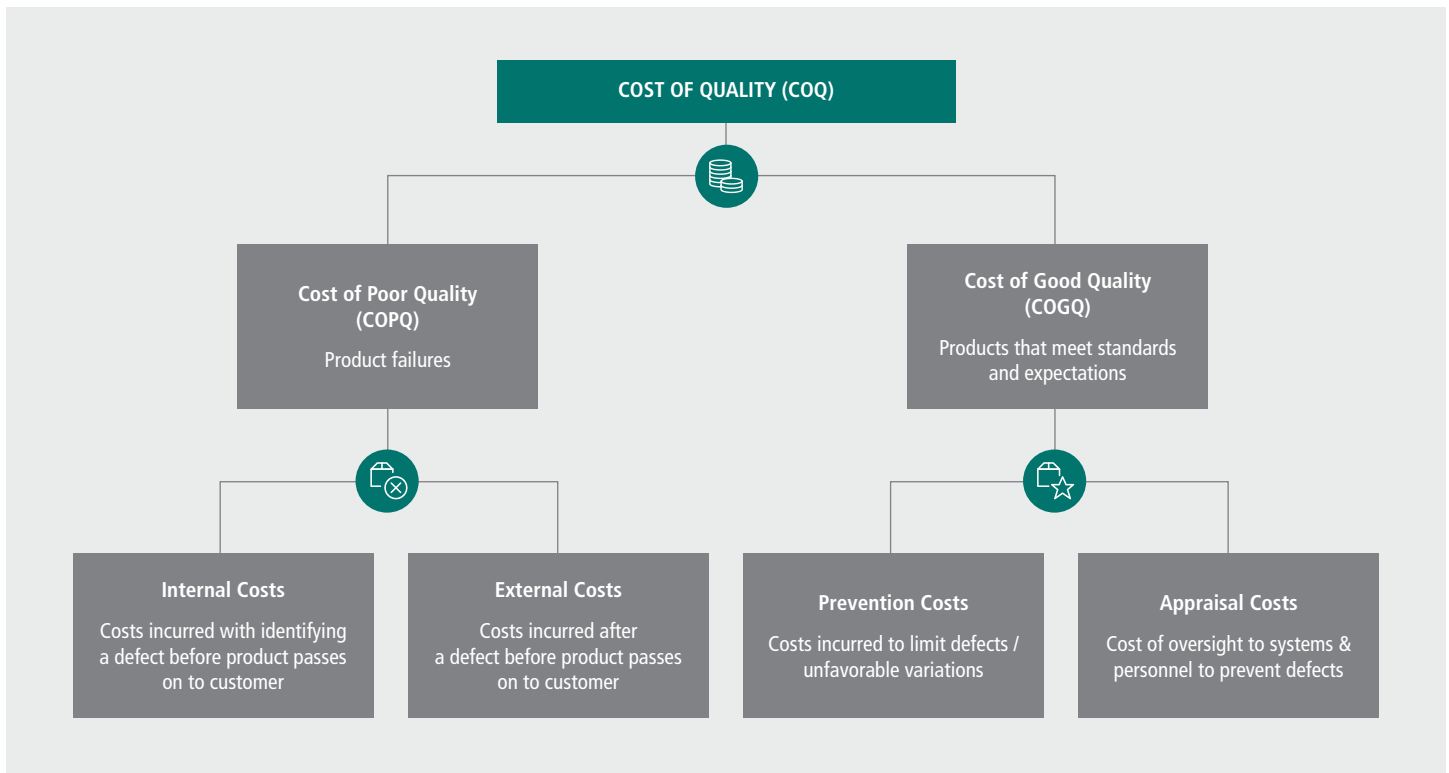 COST OF QUALITY (COQ)
Cost of Poor Quality
(COPQ)
Product failures
Cost of Good Quality
(COGQ)
Products that meet standards
and expectations
Internal Costs
Costs incurred with identifying
a defect before product passes
on to customer
External Costs
Costs incurred after
a defect before product passes
on to customer
Prevention Costs
Costs incurred to limit defects /
unfavorable variations
Appraisal Costs
Cost of oversight to systems &
personnel to prevent defects